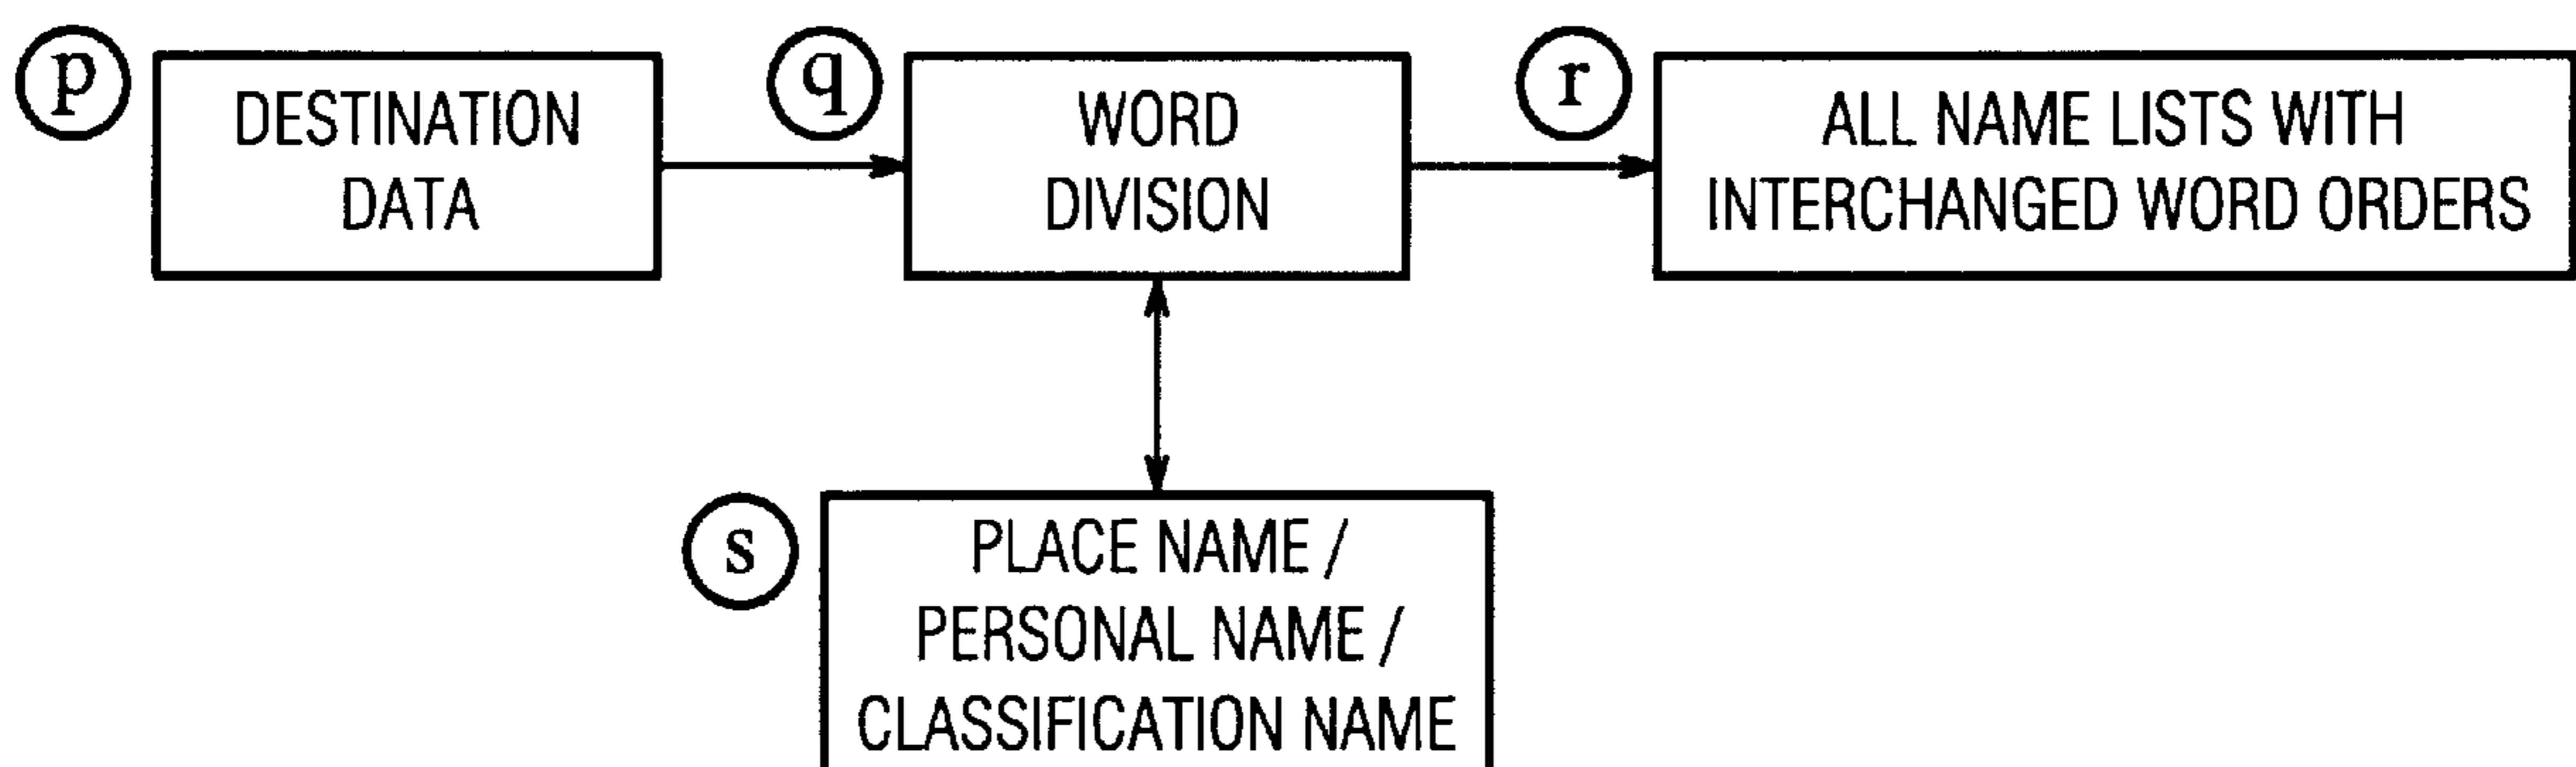 p
DESTINATION
DATA
q
WORD
DIVISION
r
ALL NAME LISTS WITH
INTERCHANGED WORD ORDERS
s
PLACE NAME /
PERSONAL NAME /
CLASSIFICATION NAME